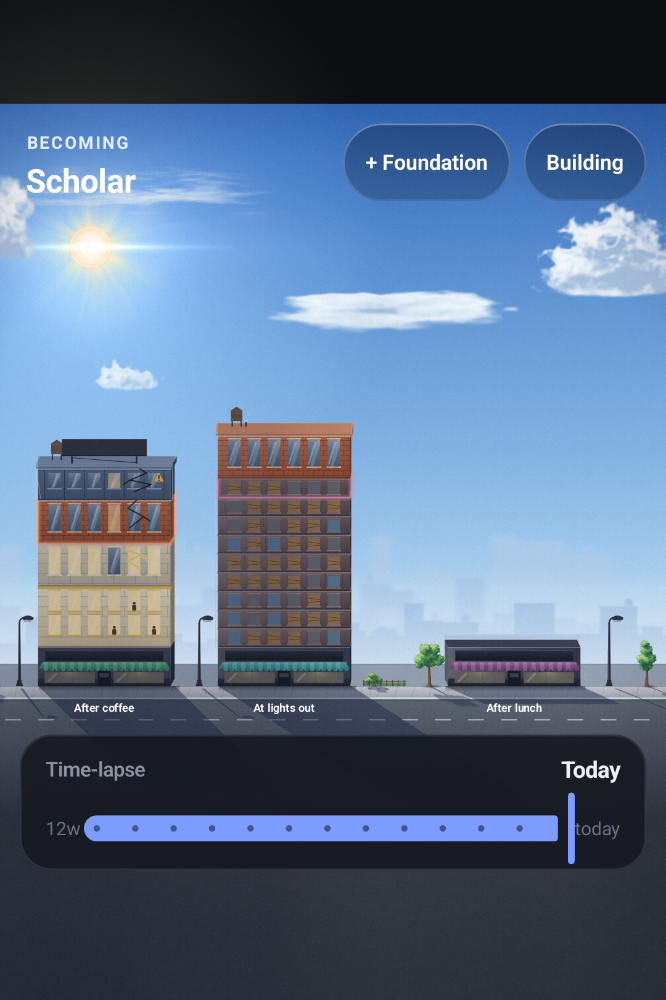 BECOMING
Scholar
+ Foundation
Building
After coffee
At lights out
After lunch
Time-lapse
Today
12w
today